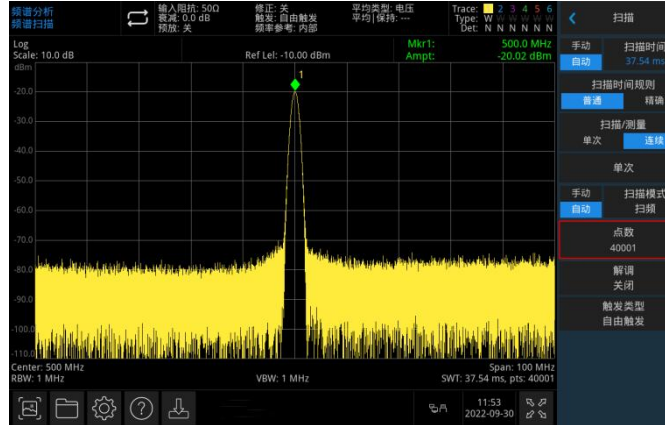 频谱分析
频谱扫描
输入阻抗: 50Ω
衰减: 0.0 dB
预放: 关
修正: 关
触发: 自由触发
频率参考: 内部
平均类型: 电压
平均|保持: ---
Trace: 1 2 3 4 5 6
Type: W W W W W W
Det: N N N N N N
扫描
Log
Scale: 10.0 dB
Ref Lel: -10.00 dBm
Mkr1: 500.0 MHz
Ampt: -20.02 dBm
dBm
-20.0
-30.0
-40.0
-50.0
-60.0
-70.0
-80.0
-90.0
-100.0
-110.0
1
Center: 500 MHz
Span: 100 MHz
RBW: 1 MHz
VBW: 1 MHz
SWT: 37.54 ms, pts: 40001
手动
自动
扫描时间
37.54 ms
扫描时间规则
普通
精确
扫描/测量
单次
连续
单次
手动
自动
扫描模式
扫频
点数
40001
解调
关闭
触发类型
自由触发
11:53
2022-09-30